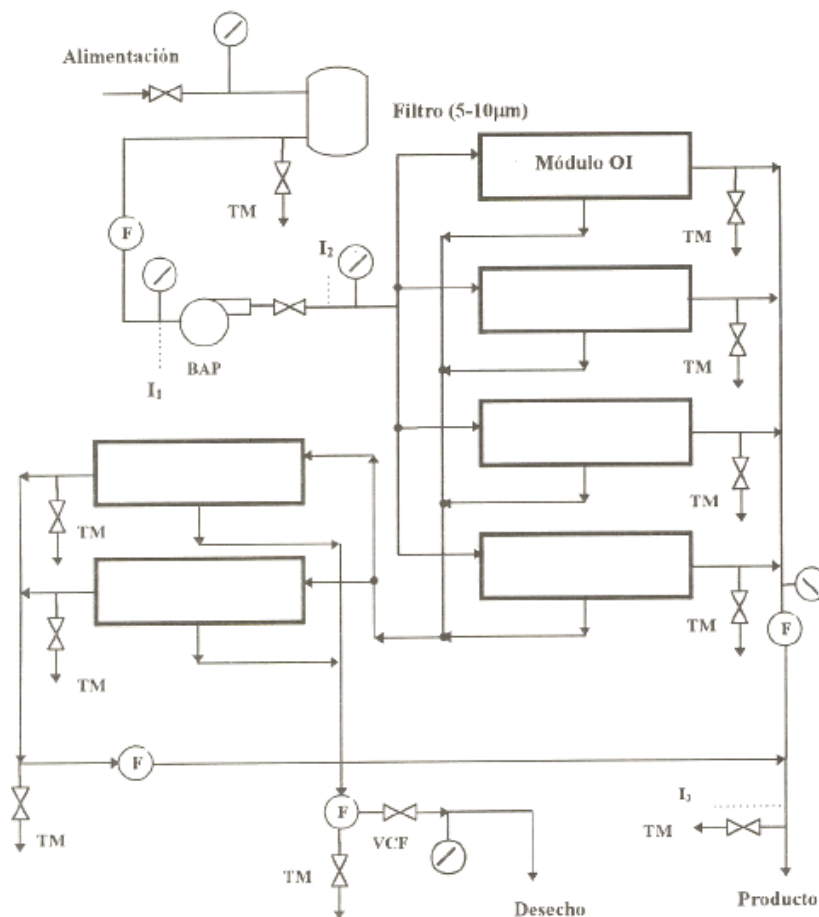 Alimentación
Filtro (5-10µm)
Módulo OI
TM
TM
F
I₂
TM
BAP
I₁
TM
TM
TM
TM
F
F
I₃
TM
TM
F
VCF
TM
Desecho
Producto